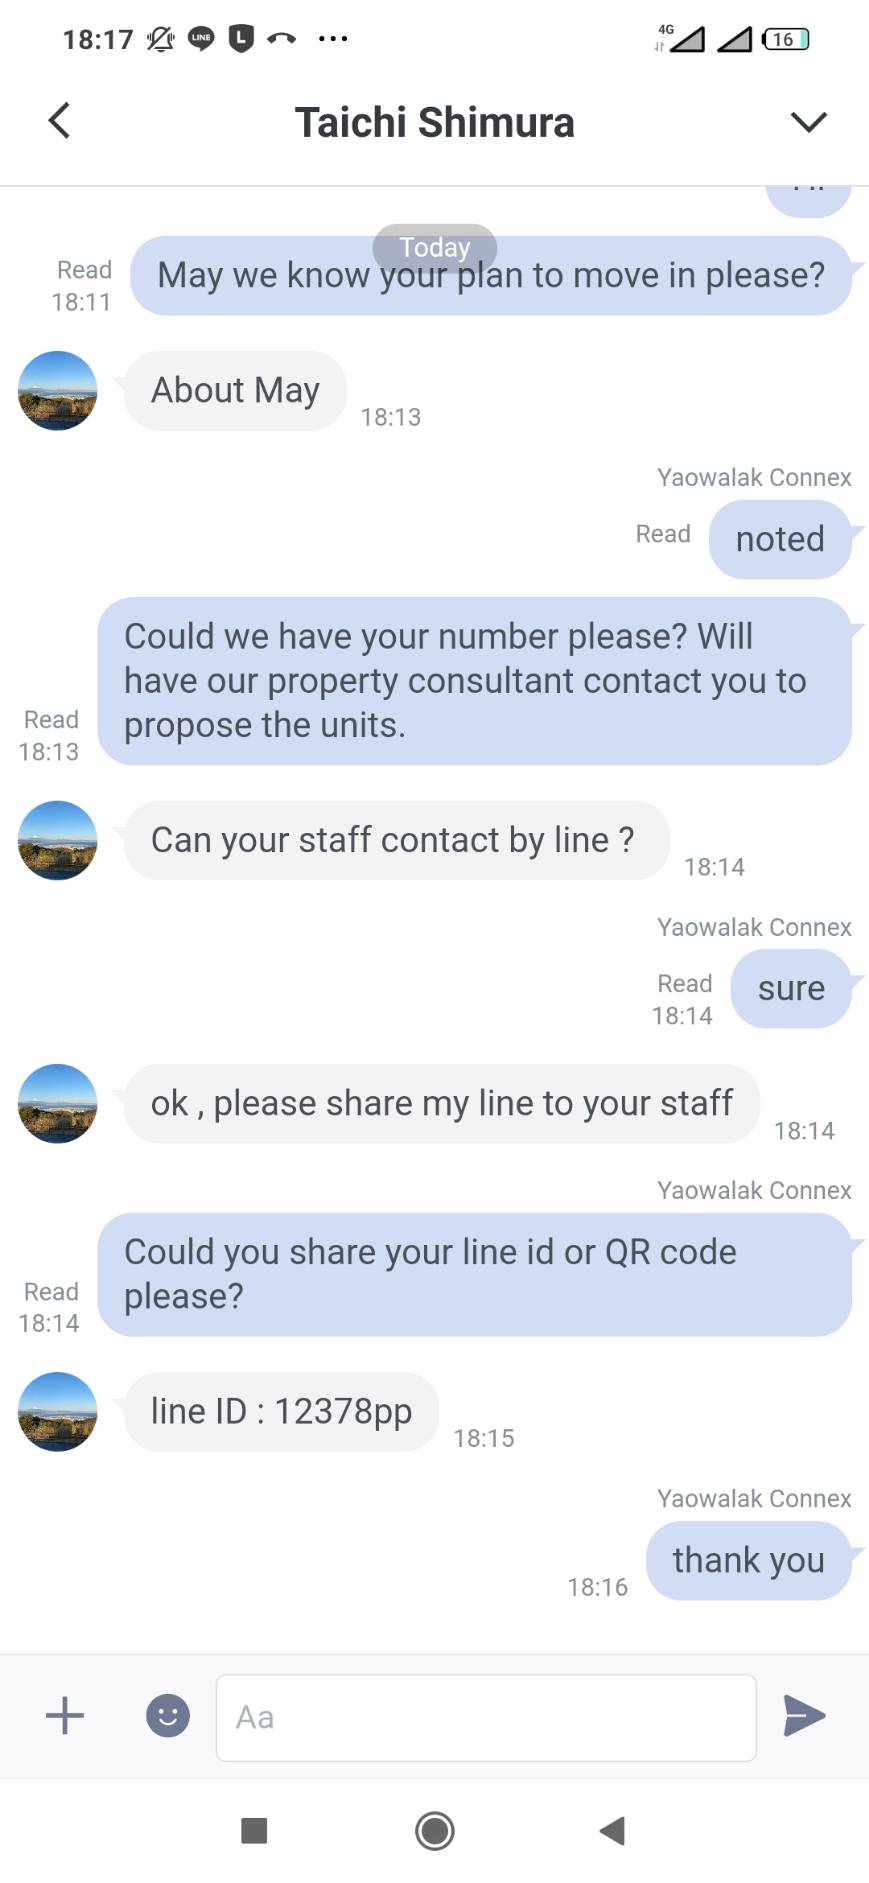 18:17
LINE
L
4G
16
Taichi Shimura
Today
May we know your plan to move in please?
Read
18:11
About May
18:13
Yaowalak Connex
noted
Read
Could we have your number please? Will
have our property consultant contact you to
propose the units.
Read
18:13
Can your staff contact by line ?
18:14
Yaowalak Connex
sure
Read
18:14
ok , please share my line to your staff
18:14
Yaowalak Connex
Could you share your line id or QR code
please?
Read
18:14
line ID : 12378pp
18:15
Yaowalak Connex
thank you
18:16
Aa